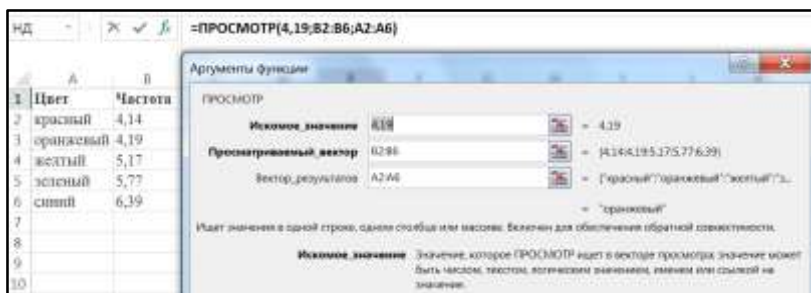 НД =ПРОСМОТР(4,19;B2:B6;A2:A6)
A B
1 Цвет Частота
2 красный 4,14
3 оранжевый 4,19
4 желтый 5,17
5 зеленый 5,77
6 синий 6,39
7
8
9
10
Аргументы функции
ПРОСМОТР
Искомое_значение 4,19 = 4,19
Просматриваемый_вектор B2:B6 = {4,14:4,19:5,17:5,77:6,39}
Вектор_результатов A2:A6 = {"красный":"оранжевый":"желтый":"з...
= "оранжевый"
Ищет значения в одной строке, одном столбце или массиве. Включен для обеспечения обратной совместимости.
Искомое_значение Значение, которое ПРОСМОТР ищет в векторе просмотра; значение может
быть числом, текстом, логическим значением, именем или ссылкой на
значение.